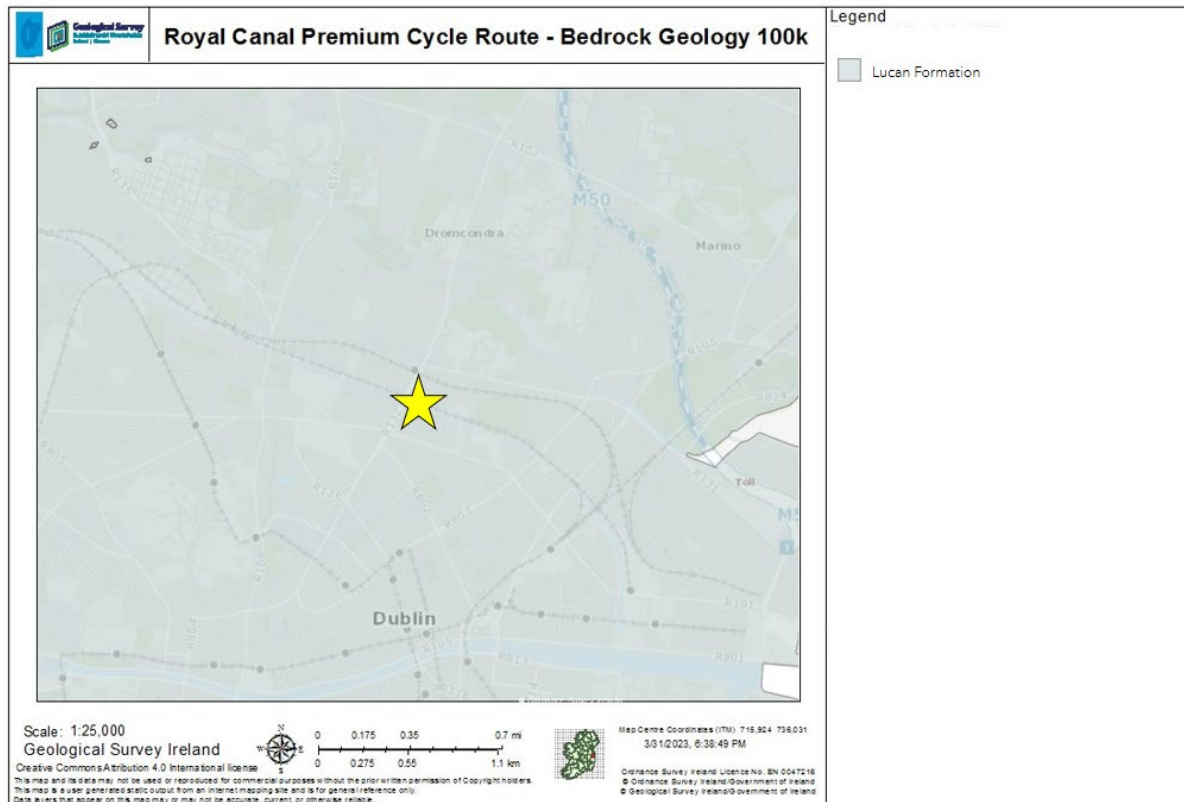 Geological Survey
Ireland |
Royal Canal Premium Cycle Route - Bedrock Geology 100k
Legend
Lucan Formation
R102
R108
R135
M50
Dromcondra
Marino
R105
R834
R132
R805
R131
Toll
R135
R802
R803
M5
1
R108
R101
Dublin
R804
R105
R813
R801
R118
Scale: 1:25,000
Geological Survey Ireland
Creative Commons Attribution 4.0 International license
This map and its data may not be used or reproduced for commercial purposes without the prior written permission of Copyright holders.
This map is a user generated static output from an internet mapping site and is for general reference only.
Data layers that appear on this map may or may not be accurate, current, or otherwise reliable.
N
W E
S
0 0.175 0.35 0.7 mi
0 0.275 0.55 1.1 km
Map Centre Coordinates (ITM) 715,924 736,031
3/31/2023, 6:38:49 PM
Ordnance Survey Ireland Licence No. EN 0047216
© Ordnance Survey Ireland/Government of Ireland
© Geological Survey Ireland/Government of Ireland